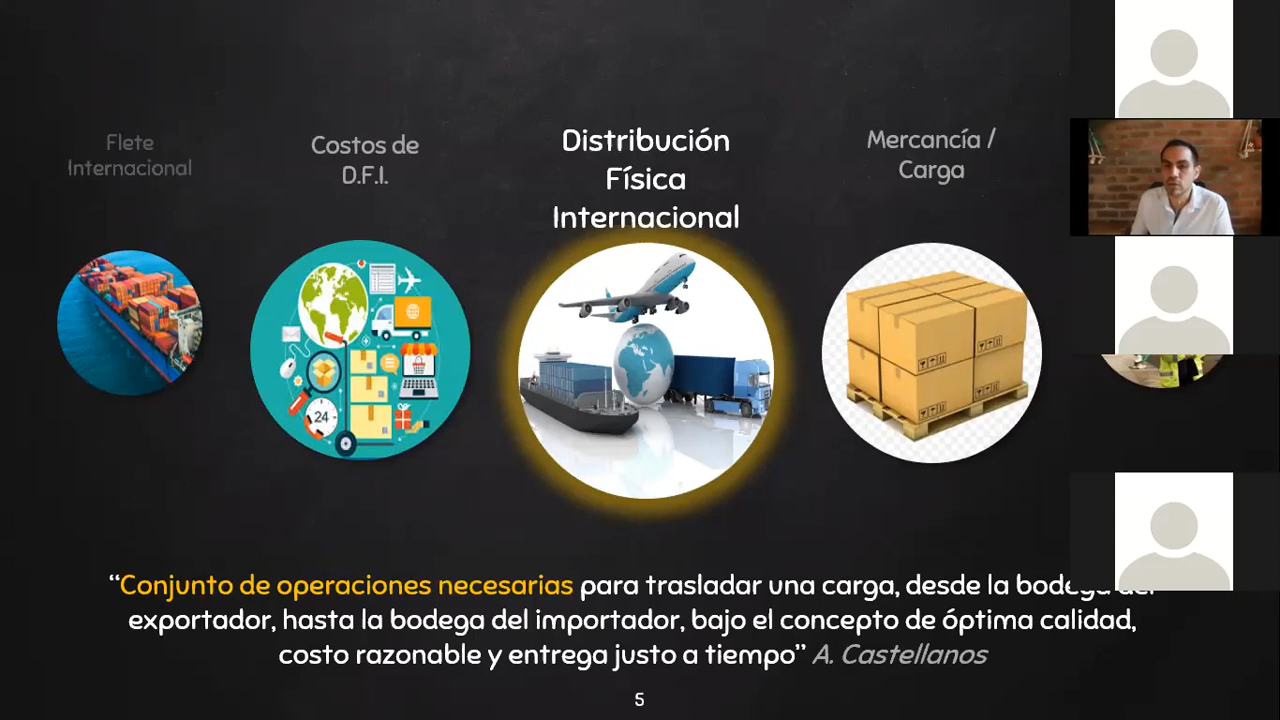 Flete
Internacional
Costos de
D.F.I.
Distribución
Física
Internacional
Mercancía /
Carga
24
“Conjunto de operaciones necesarias para trasladar una carga, desde la bodega del
exportador, hasta la bodega del importador, bajo el concepto de óptima calidad,
costo razonable y entrega justo a tiempo” A. Castellanos
5